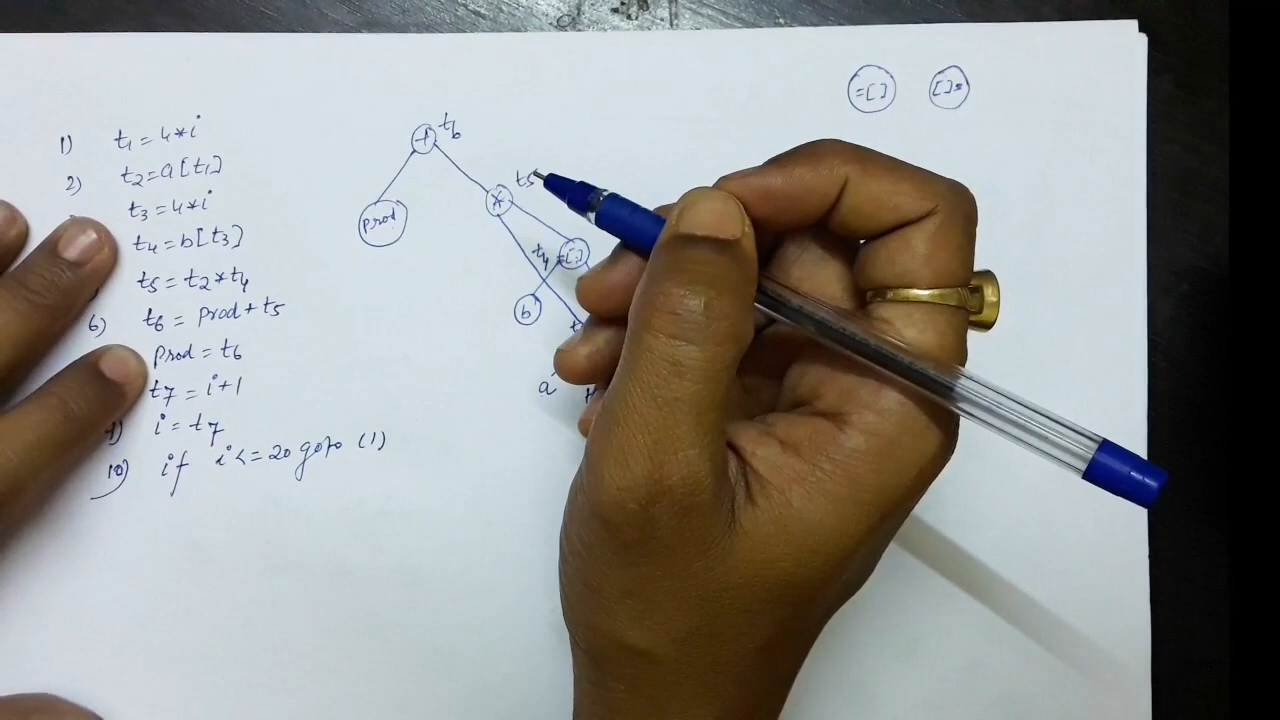 1) t1 = 4*i
2) t2 = a[t1]
t3 = 4*i
t4 = b[t3]
t5 = t2*t4
6) t6 = prod + t5
prod = t6
t7 = i+1
9) i = t7
10) if i <= 20 goto (1)
+ t6
prod
* t5
t4 =[]
b
a
=[] []=